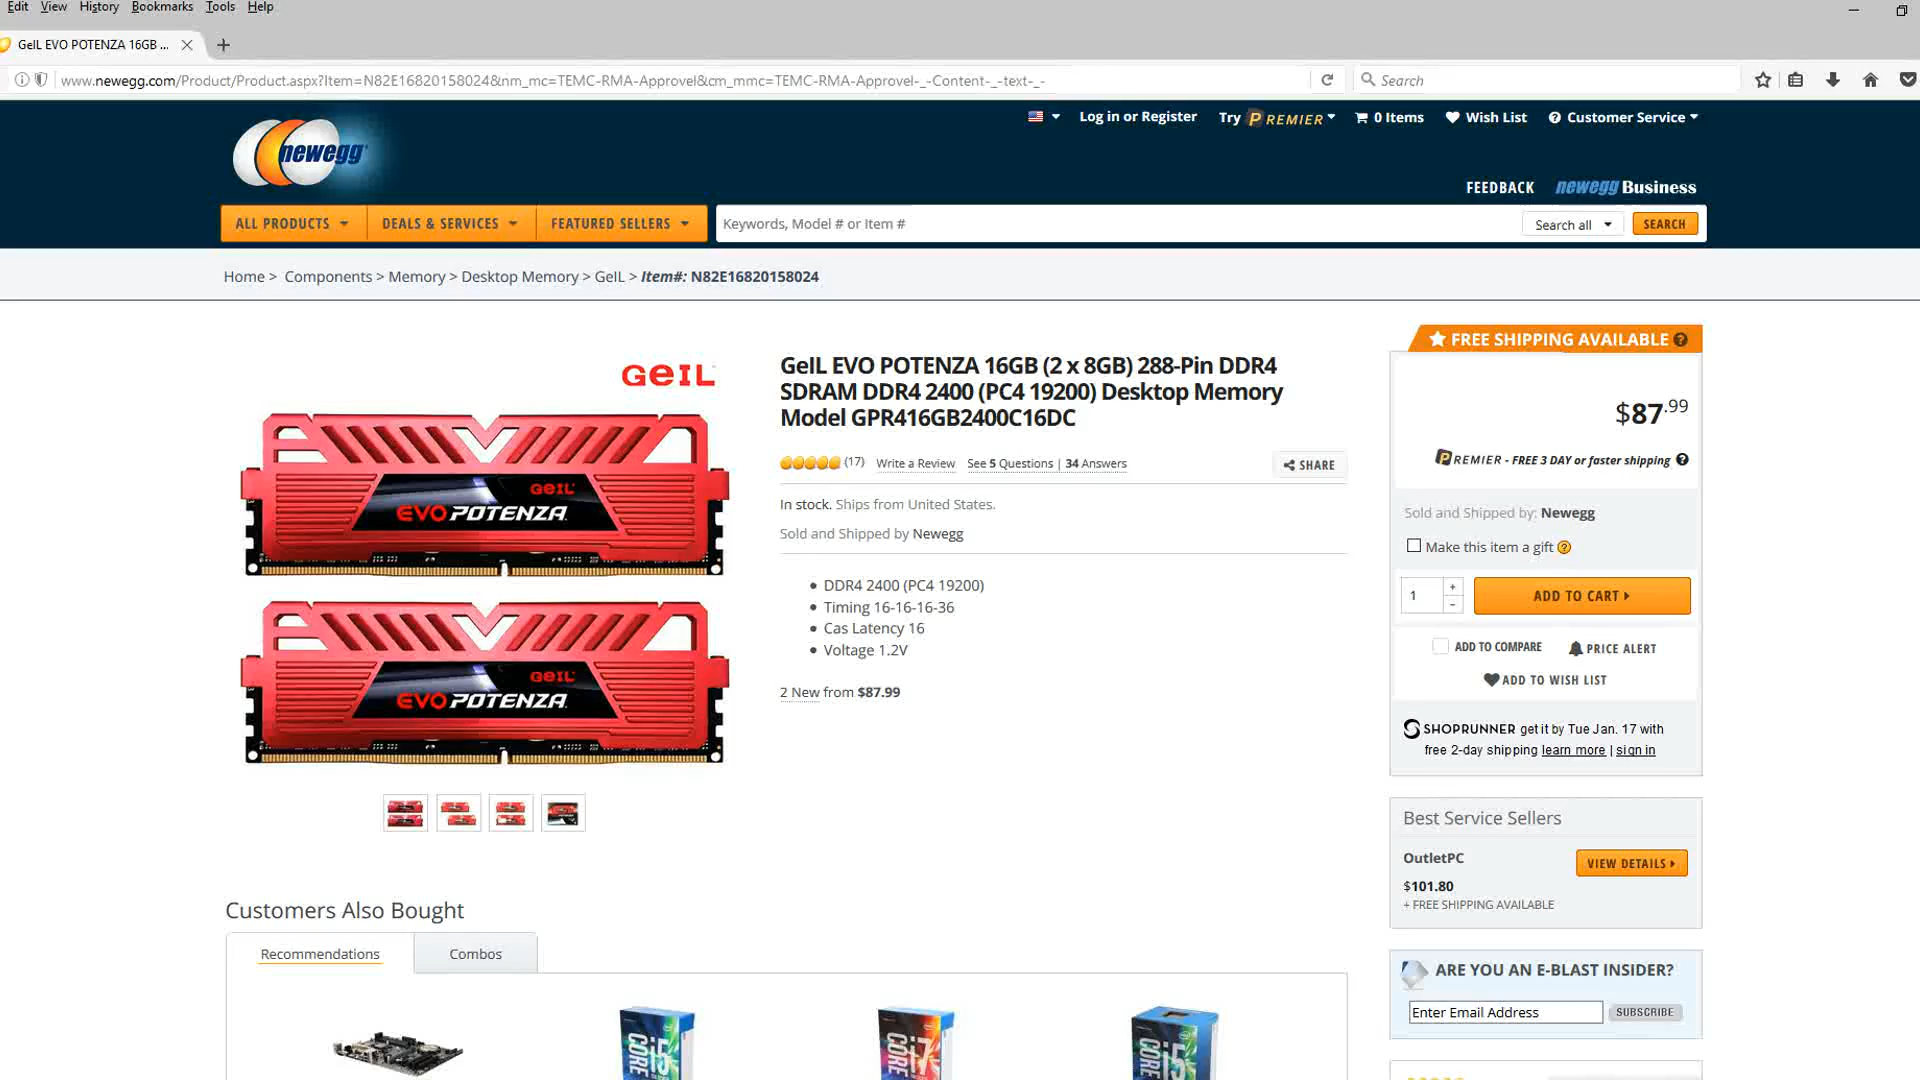 Edit View History Bookmarks Tools Help
GeIL EVO POTENZA 16GB ...
www.newegg.com/Product/Product.aspx?Item=N82E16820158024&nm_mc=TEMC-RMA-Approvel&cm_mmc=TEMC-RMA-Approvel-_-Content-_-text-_-
Search
Log in or Register Try PREMIER 0 Items Wish List Customer Service
newegg
FEEDBACK newegg Business
ALL PRODUCTS DEALS & SERVICES FEATURED SELLERS Keywords, Model # or Item # Search all SEARCH
Home > Components > Memory > Desktop Memory > GeIL > Item#: N82E16820158024
FREE SHIPPING AVAILABLE ?
GEIL
GeIL EVO POTENZA 16GB (2 x 8GB) 288-Pin DDR4
SDRAM DDR4 2400 (PC4 19200) Desktop Memory
Model GPR416GB2400C16DC
(17) Write a Review See 5 Questions | 34 Answers
SHARE
In stock. Ships from United States.
Sold and Shipped by Newegg
DDR4 2400 (PC4 19200)
Timing 16-16-16-36
Cas Latency 16
Voltage 1.2V
2 New from $87.99
GEIL
EVO POTENZA
GEIL
EVO POTENZA
$87.99
PREMIER - FREE 3 DAY or faster shipping ?
Sold and Shipped by: Newegg
Make this item a gift ?
1 + - ADD TO CART
ADD TO COMPARE PRICE ALERT
ADD TO WISH LIST
SHOPRUNNER get it by Tue Jan. 17 with
free 2-day shipping learn more | sign in
Best Service Sellers
OutletPC
VIEW DETAILS
$101.80
+ FREE SHIPPING AVAILABLE
Customers Also Bought
Recommendations Combos
CORE i5
CORE i7
CORE i5
ARE YOU AN E-BLAST INSIDER?
Enter Email Address SUBSCRIBE